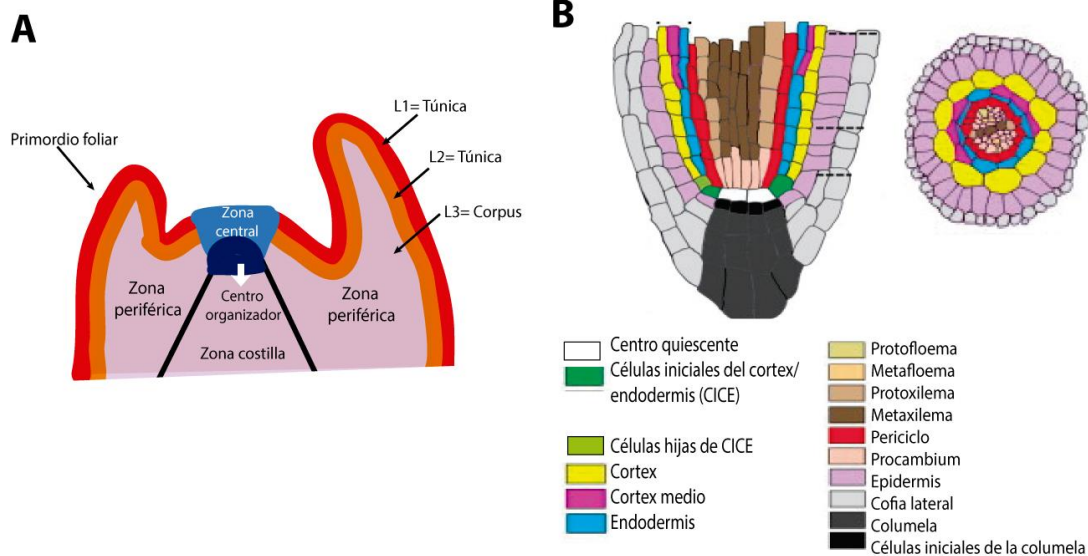 A
Primordio foliar
L1= Túnica
L2= Túnica
L3= Corpus
Zona
central
Zona
periférica
Centro
organizador
Zona
periférica
Zona costilla
B
Centro quiescente
Células iniciales del cortex/
endodermis (CICE)
Células hijas de CICE
Cortex
Cortex medio
Endodermis
Protofloema
Metafloema
Protoxilema
Metaxilema
Periciclo
Procambium
Epidermis
Cofia lateral
Columela
Células iniciales de la columela